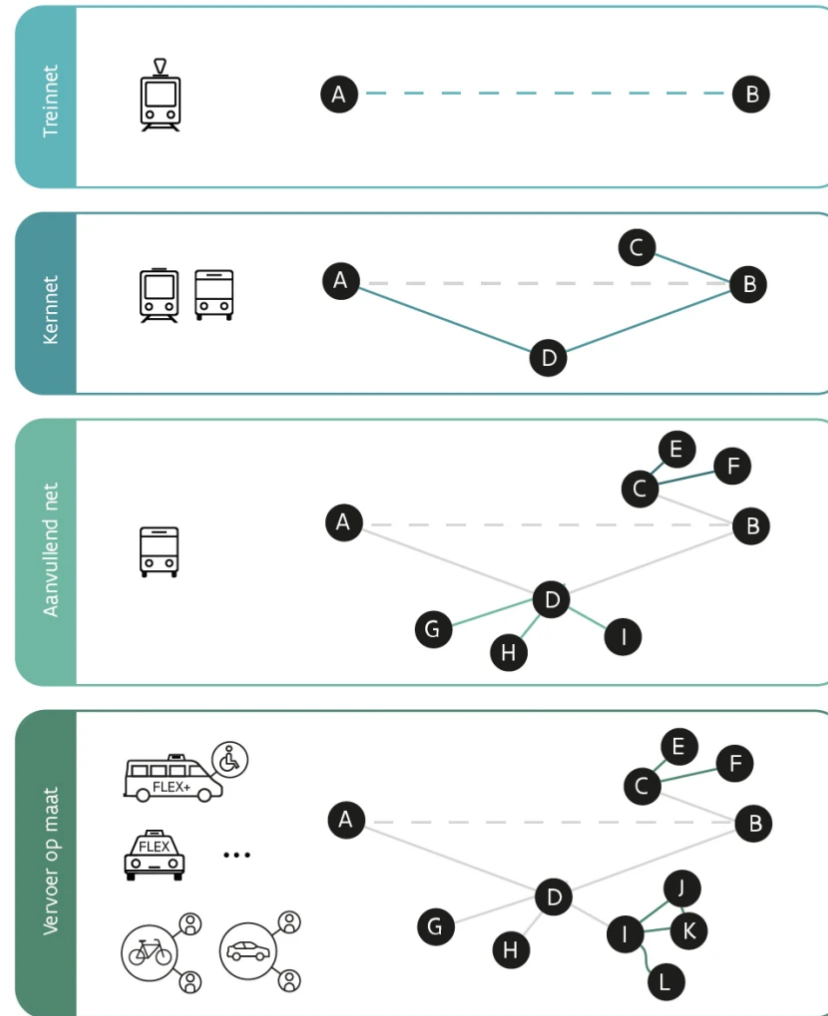 Treinnet
A
B
Kernnet
A
C
B
D
Aanvullend net
A
E
F
C
B
D
G
H
I
Vervoer op maat
FLEX+
FLEX
...
A
E
F
C
B
D
G
H
I
J
K
L